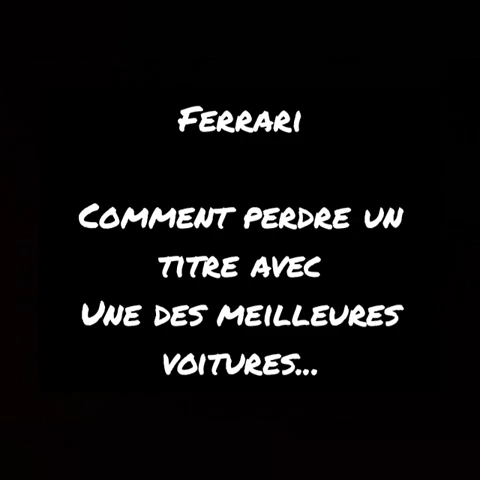 Ferrari
Comment perdre un
titre avec
Une des meilleures
voitures...